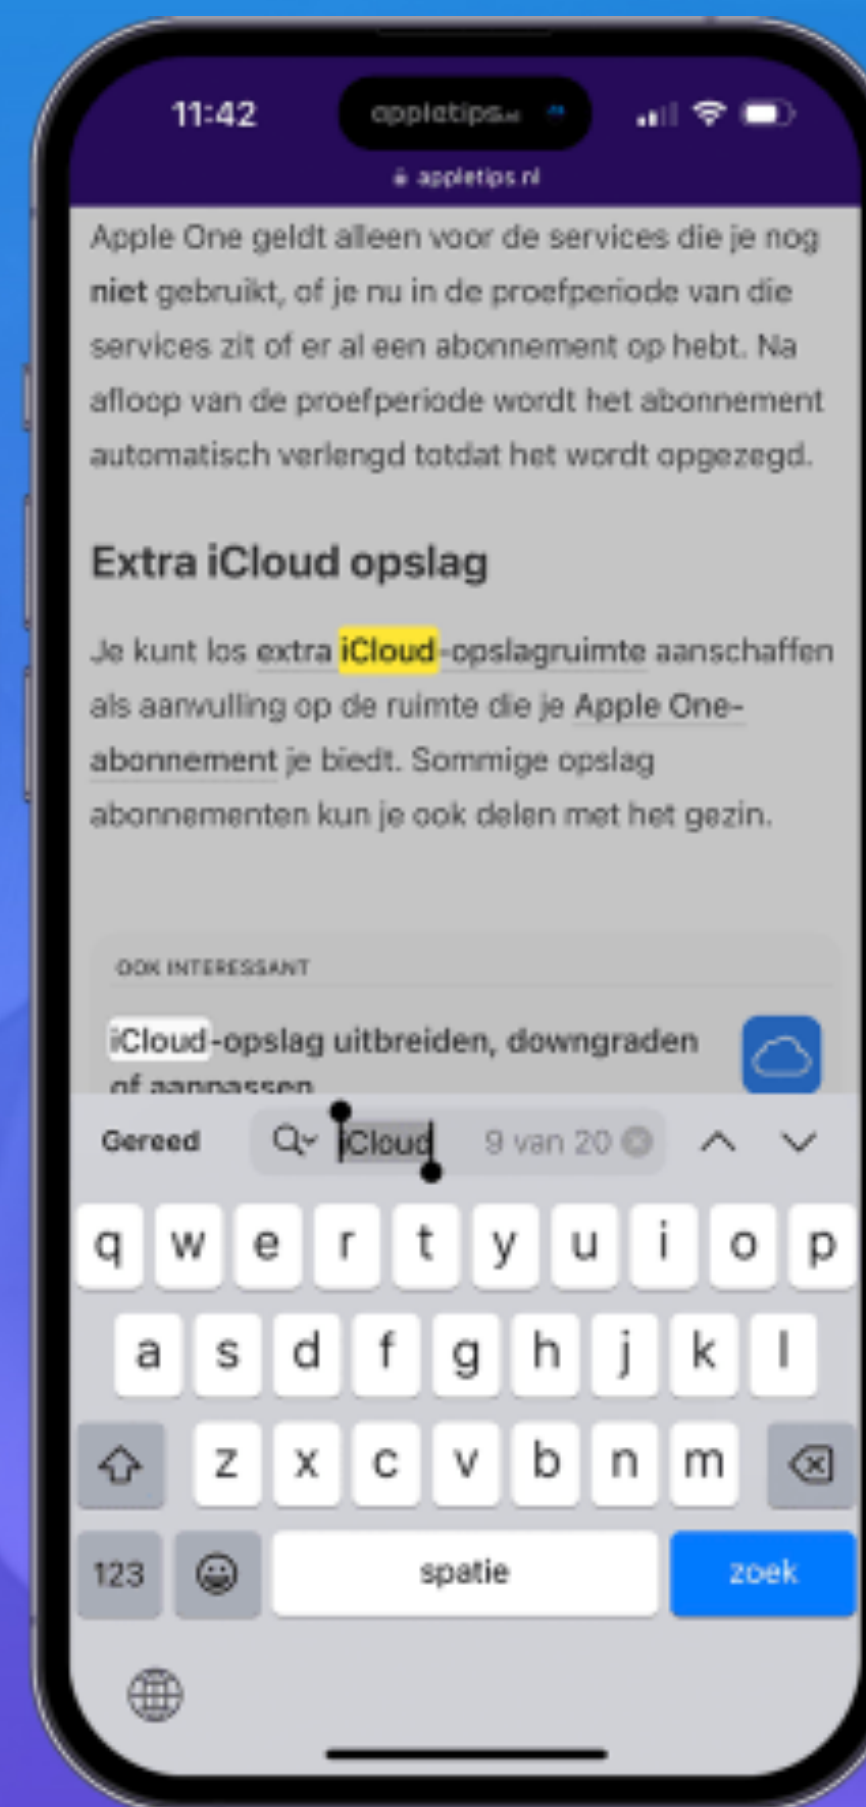 11:42
appletips.nl
appletips.nl
Apple One geldt alleen voor de services die je nog
niet gebruikt, of je nu in de proefperiode van die
services zit of er al een abonnement op hebt. Na
afloop van de proefperiode wordt het abonnement
automatisch verlengd totdat het wordt opgezegd.
Extra iCloud opslag
Je kunt los extra iCloud-opslagruimte aanschaffen
als aanvulling op de ruimte die je Apple One-
abonnement je biedt. Sommige opslag
abonnementen kun je ook delen met het gezin.
OOK INTERESSANT
iCloud-opslag uitbreiden, downgraden
of aanpassen
Gereed iCloud 9 van 20
q w e r t y u i o p
a s d f g h j k l
z x c v b n m
123 spatie zoek